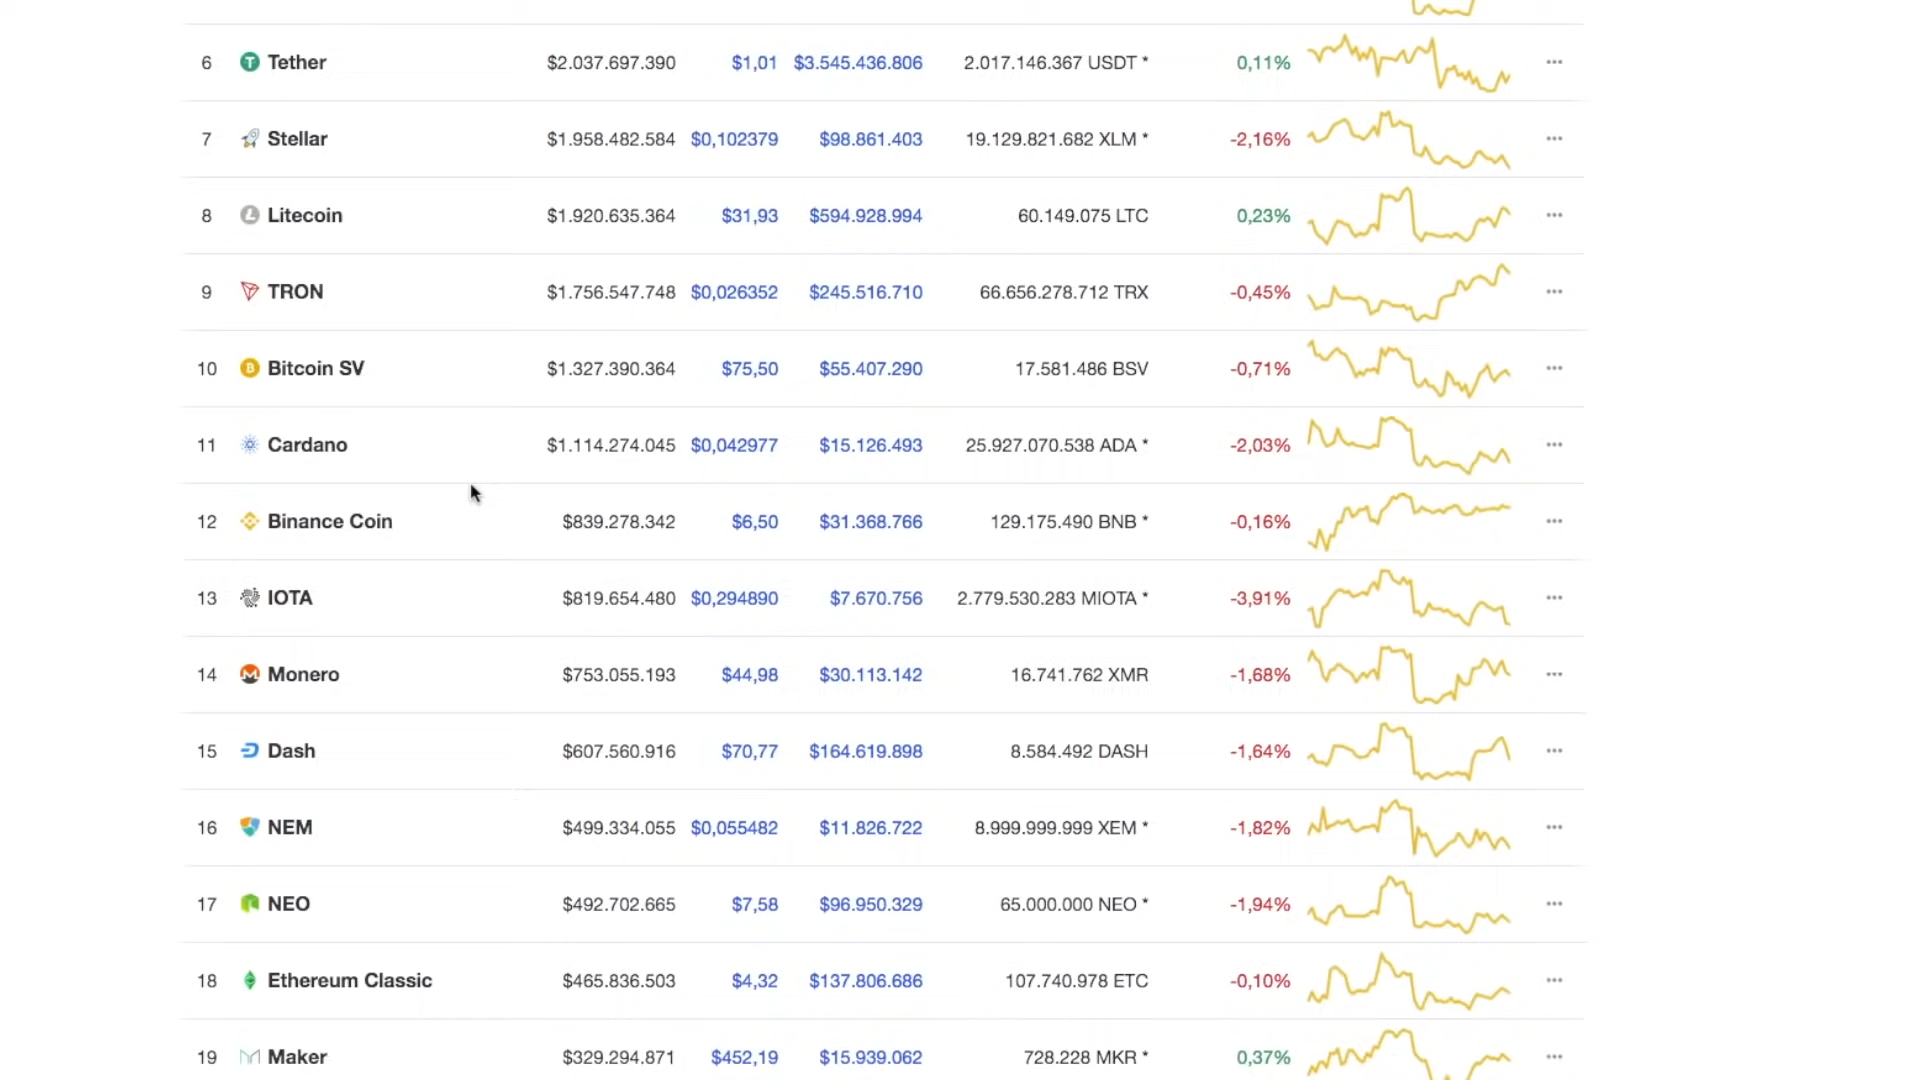 6 Tether $2.037.697.390 $1,01 $3.545.436.806 2.017.146.367 USDT * 0,11%
7 Stellar $1.958.482.584 $0,102379 $98.861.403 19.129.821.682 XLM * -2,16%
8 Litecoin $1.920.635.364 $31,93 $594.928.994 60.149.075 LTC 0,23%
9 TRON $1.756.547.748 $0,026352 $245.516.710 66.656.278.712 TRX -0,45%
10 Bitcoin SV $1.327.390.364 $75,50 $55.407.290 17.581.486 BSV -0,71%
11 Cardano $1.114.274.045 $0,042977 $15.126.493 25.927.070.538 ADA * -2,03%
12 Binance Coin $839.278.342 $6,50 $31.368.766 129.175.490 BNB * -0,16%
13 IOTA $819.654.480 $0,294890 $7.670.756 2.779.530.283 MIOTA * -3,91%
14 Monero $753.055.193 $44,98 $30.113.142 16.741.762 XMR -1,68%
15 Dash $607.560.916 $70,77 $164.619.898 8.584.492 DASH -1,64%
16 NEM $499.334.055 $0,055482 $11.826.722 8.999.999.999 XEM * -1,82%
17 NEO $492.702.665 $7,58 $96.950.329 65.000.000 NEO * -1,94%
18 Ethereum Classic $465.836.503 $4,32 $137.806.686 107.740.978 ETC -0,10%
19 Maker $329.294.871 $452,19 $15.939.062 728.228 MKR * 0,37%